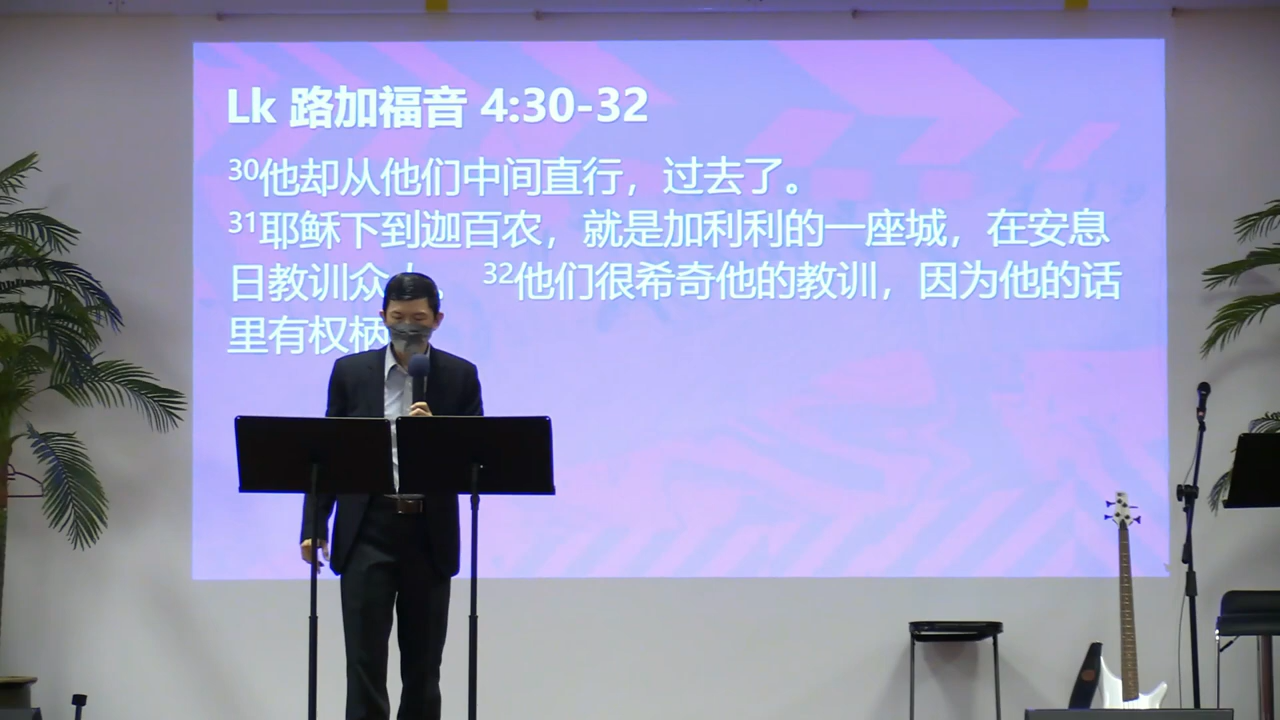 Lk 路加福音 4:30-32
30他却从他们中间直行，过去了。
31耶稣下到迦百农，就是加利利的一座城，在安息
日教训众 。 32他们很希奇他的教训，因为他的话
里有权柄